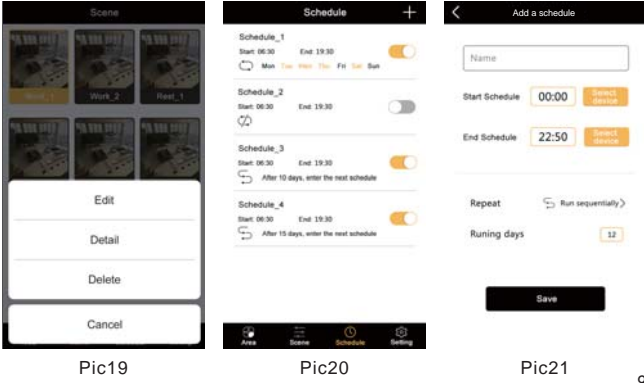 Scene
Work_1 Work_2 Rest_1
Edit
Detail
Delete
Cancel
Pic19
Schedule +
Schedule_1
Start: 06:30 End: 19:30
Mon Tue Wen Thu Fri Sat Sun
Schedule_2
Start: 06:30 End: 19:30
Schedule_3
Start: 06:30 End: 19:30
After 10 days, enter the next schedule
Schedule_4
Start: 06:30 End: 19:30
After 15 days, enter the next schedule
Area Scene Schedule Setting
Pic20
Add a schedule
Name
Start Schedule 00:00 Select device
End Schedule 22:50 Select device
Repeat Run sequentially >
Runing days 12
Save
Pic21